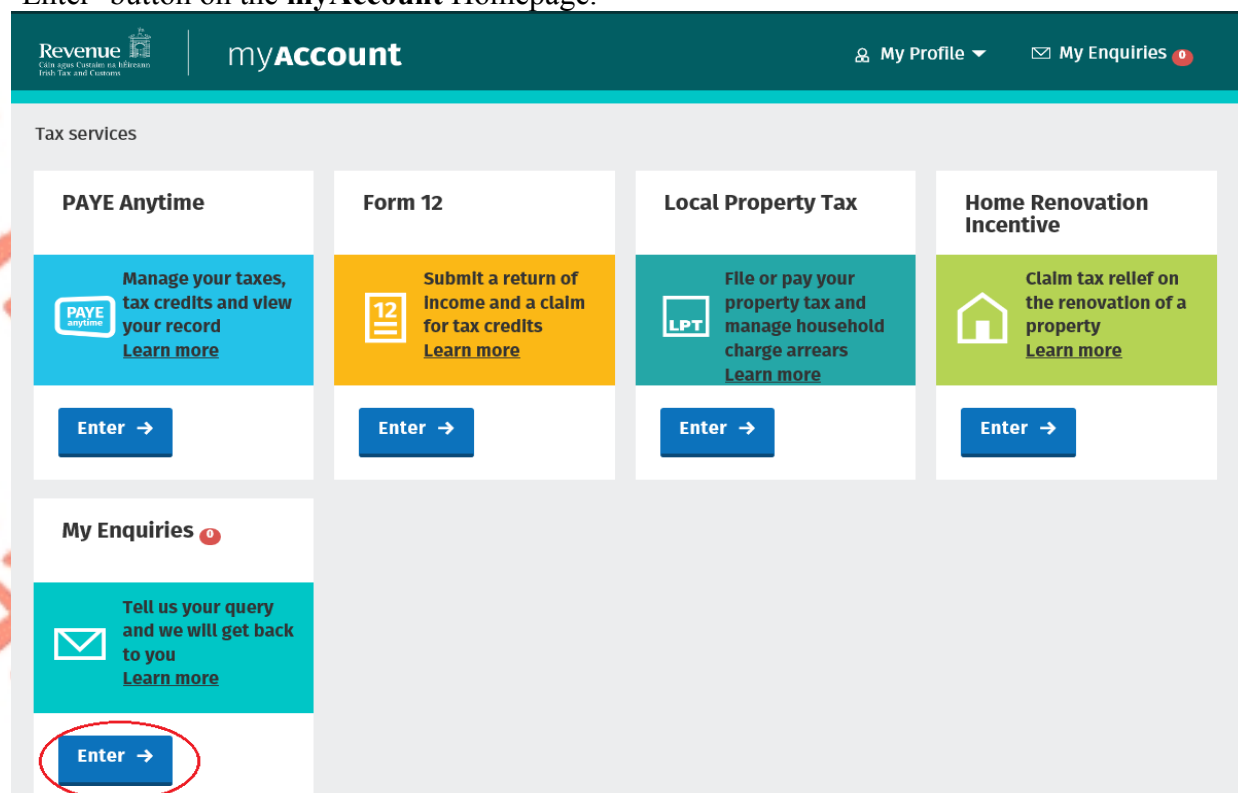 Enter" button on the myAccount Homepage.
Revenue
Cáin agus Custaim na hÉireann
Irish Tax and Customs
myAccount
My Profile
My Enquiries 0
Tax services
PAYE Anytime
PAYE
anytime
Manage your taxes,
tax credits and view
your record
Learn more
Enter →
Form 12
12
Submit a return of
Income and a claim
for tax credits
Learn more
Enter →
Local Property Tax
LPT
File or pay your
property tax and
manage household
charge arrears
Learn more
Enter →
Home Renovation
Incentive
Claim tax relief on
the renovation of a
property
Learn more
Enter →
My Enquiries 0
Tell us your query
and we will get back
to you
Learn more
Enter →